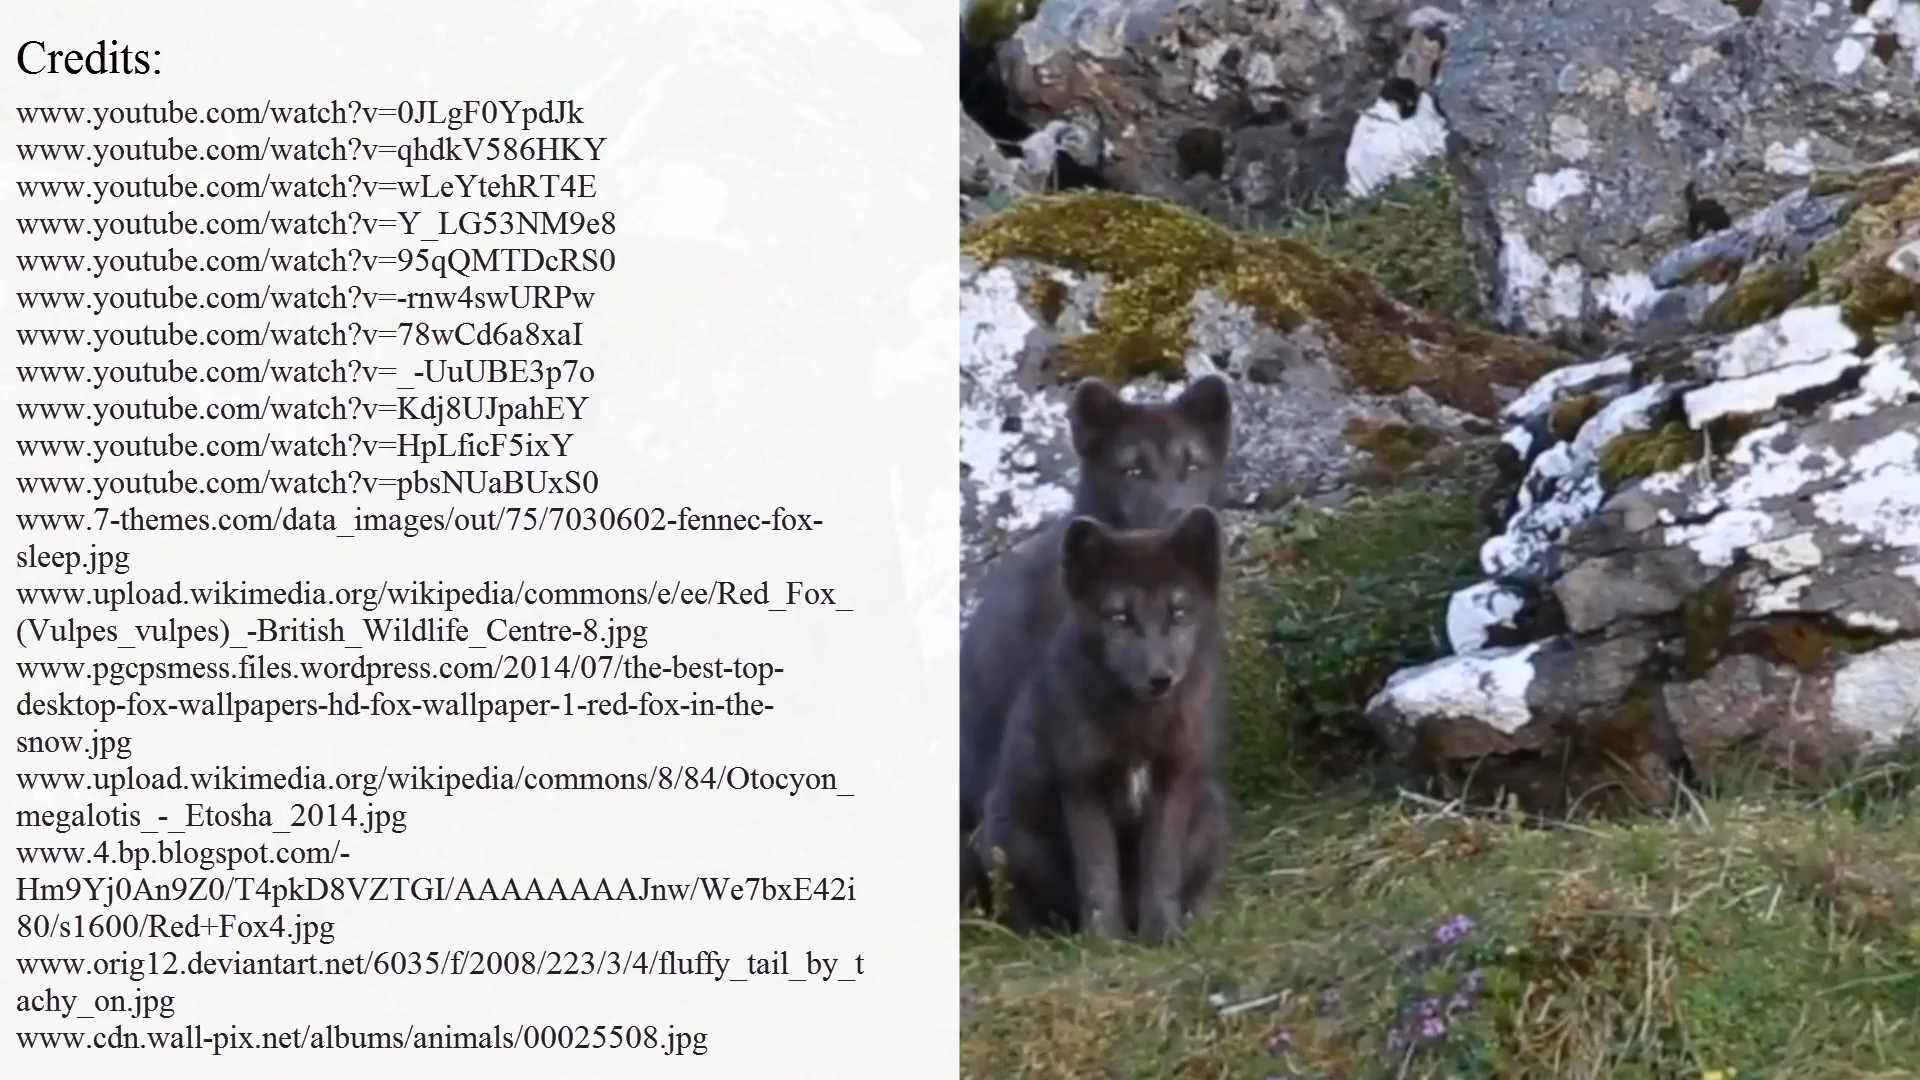 Credits:
www.youtube.com/watch?v=0JLgF0YpdJk
www.youtube.com/watch?v=qhdkV586HKY
www.youtube.com/watch?v=wLeYtehRT4E
www.youtube.com/watch?v=Y_LG53NM9e8
www.youtube.com/watch?v=95qQMTDcRS0
www.youtube.com/watch?v=-rnw4swURPw
www.youtube.com/watch?v=78wCd6a8xaI
www.youtube.com/watch?v=_-UuUBE3p7o
www.youtube.com/watch?v=Kdj8UJpahEY
www.youtube.com/watch?v=HpLficF5ixY
www.youtube.com/watch?v=pbsNUaBUxS0
www.7-themes.com/data_images/out/75/7030602-fennec-fox-
sleep.jpg
www.upload.wikimedia.org/wikipedia/commons/e/ee/Red_Fox_
(Vulpes_vulpes)_-British_Wildlife_Centre-8.jpg
www.pgcpsmess.files.wordpress.com/2014/07/the-best-top-
desktop-fox-wallpapers-hd-fox-wallpaper-1-red-fox-in-the-
snow.jpg
www.upload.wikimedia.org/wikipedia/commons/8/84/Otocyon_
megalotis_-_Etosha_2014.jpg
www.4.bp.blogspot.com/-
Hm9Yj0An9Z0/T4pkD8VZTGI/AAAAAAAAJnw/We7bxE42i
80/s1600/Red+Fox4.jpg
www.orig12.deviantart.net/6035/f/2008/223/3/4/fluffy_tail_by_t
achy_on.jpg
www.cdn.wall-pix.net/albums/animals/00025508.jpg